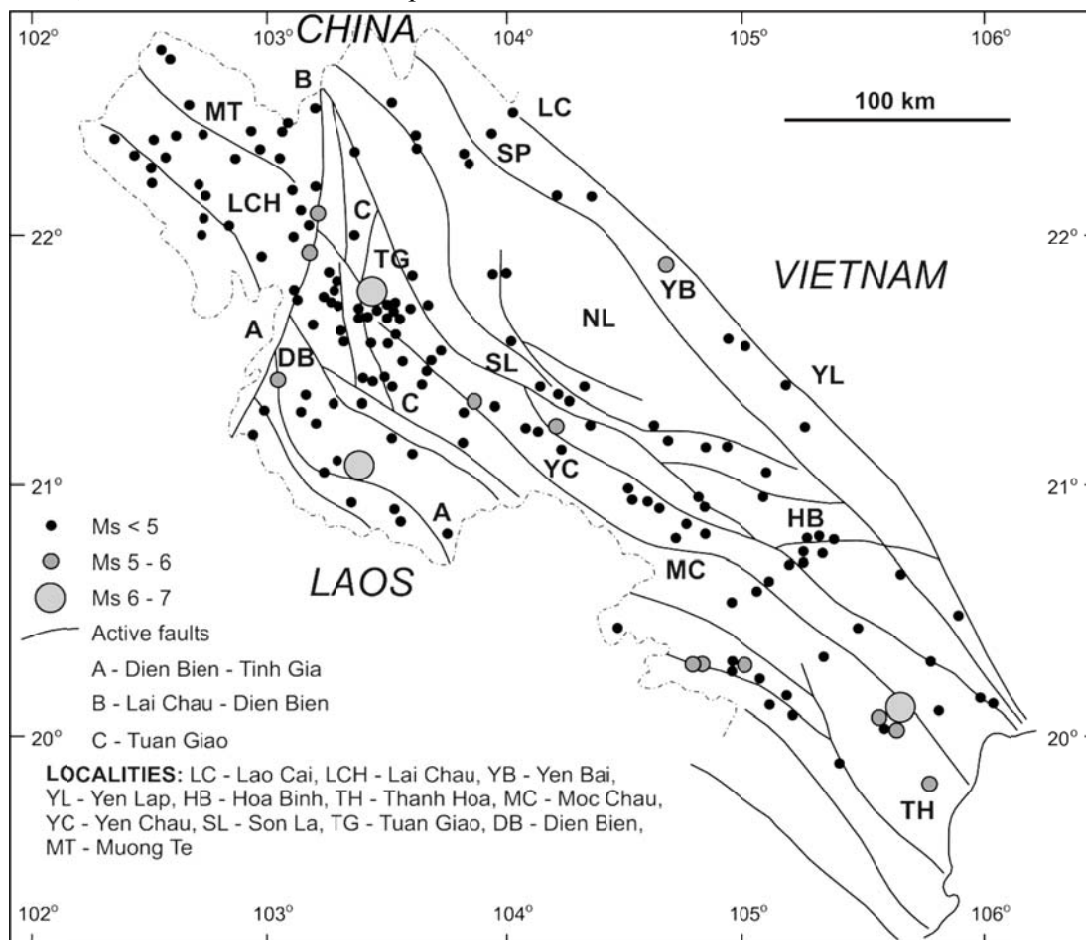 102° 103° 104° 105° 106°
CHINA
B
MT
LC
100 km
SP
LCH
C
22° 22°
TG
VIETNAM
YB
NL
A
DB
SL
YL
C
YC
21° 21°
A
HB
Ms < 5
Ms 5 - 6
MC
LAOS
Ms 6 - 7
Active faults
A - Dien Bien - Tinh Gia
B - Lai Chau - Dien Bien
C - Tuan Giao
20° 20°
LOCALITIES: LC - Lao Cai, LCH - Lai Chau, YB - Yen Bai,
YL - Yen Lap, HB - Hoa Binh, TH - Thanh Hoa, MC - Moc Chau,
YC - Yen Chau, SL - Son La, TG - Tuan Giao, DB - Dien Bien,
MT - Muong Te
TH
102° 103° 104° 105° 106°